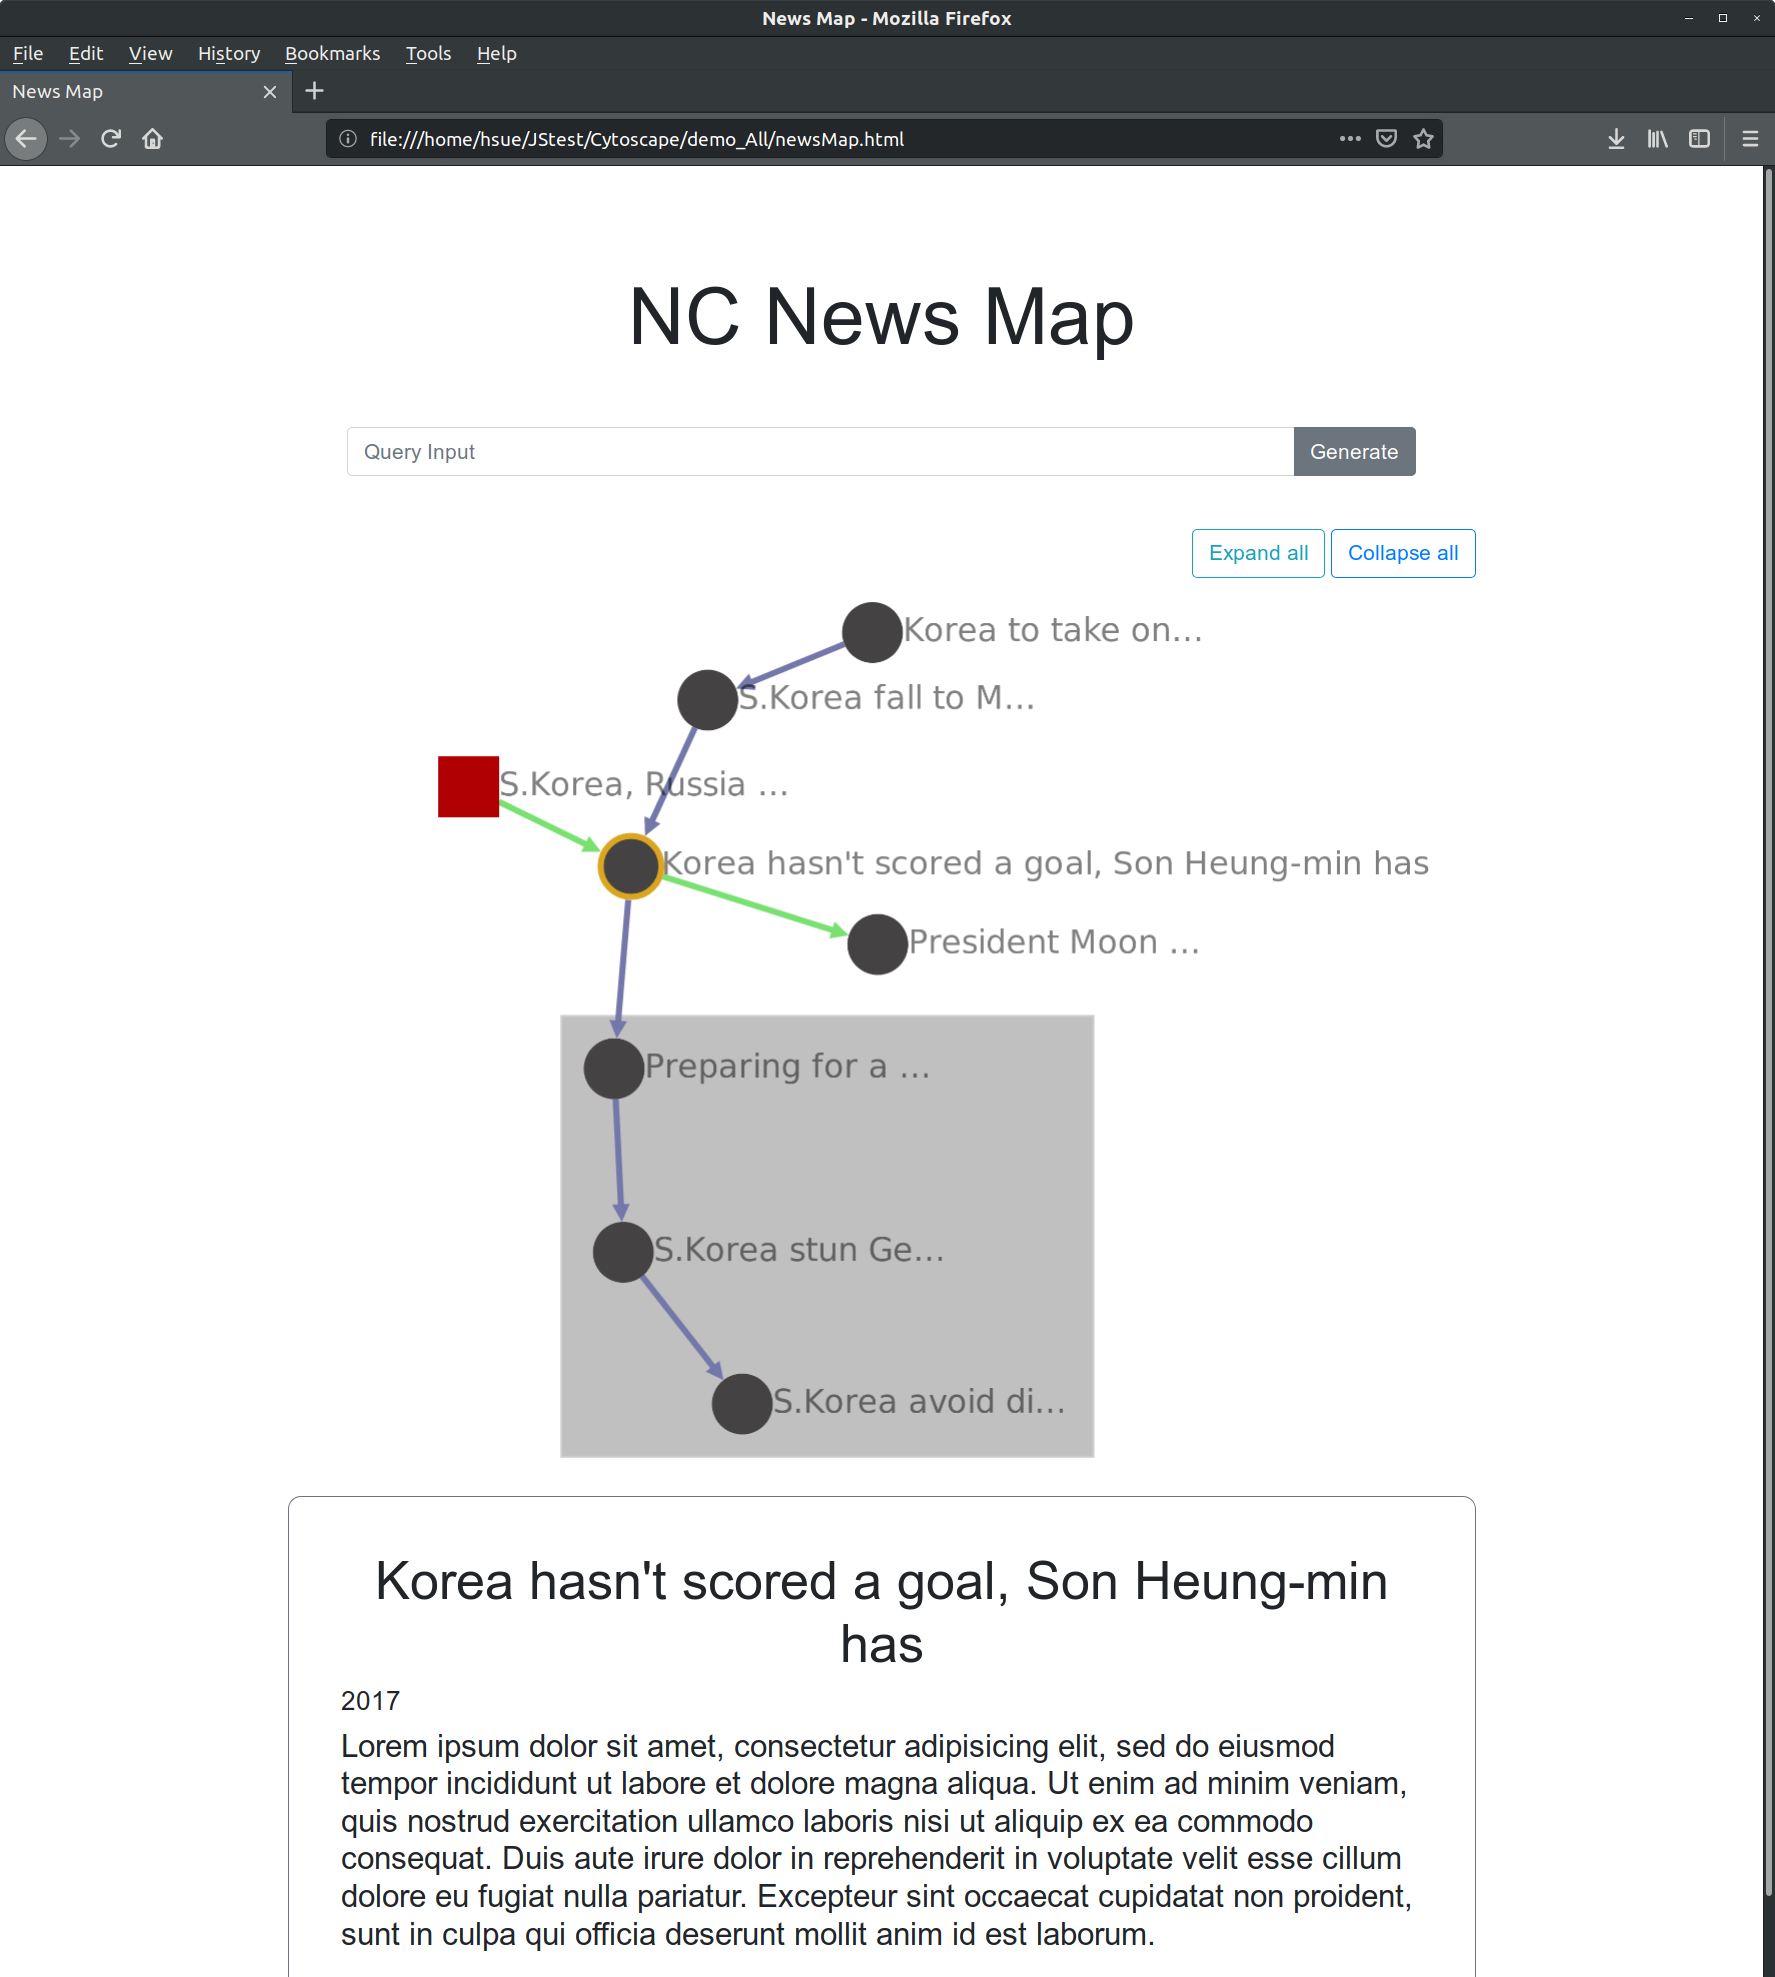 News Map - Mozilla Firefox
File Edit View History Bookmarks Tools Help
News Map
file:///home/hsue/JStest/Cytoscape/demo_All/newsMap.html
NC News Map
Query Input
Generate
Expand all
Collapse all
Korea to take on...
S.Korea fall to M...
S.Korea, Russia ...
Korea hasn't scored a goal, Son Heung-min has
President Moon ...
Preparing for a ...
S.Korea stun Ge...
S.Korea avoid di...
Korea hasn't scored a goal, Son Heung-min
has
2017
Lorem ipsum dolor sit amet, consectetur adipisicing elit, sed do eiusmod
tempor incididunt ut labore et dolore magna aliqua. Ut enim ad minim veniam,
quis nostrud exercitation ullamco laboris nisi ut aliquip ex ea commodo
consequat. Duis aute irure dolor in reprehenderit in voluptate velit esse cillum
dolore eu fugiat nulla pariatur. Excepteur sint occaecat cupidatat non proident,
sunt in culpa qui officia deserunt mollit anim id est laborum.